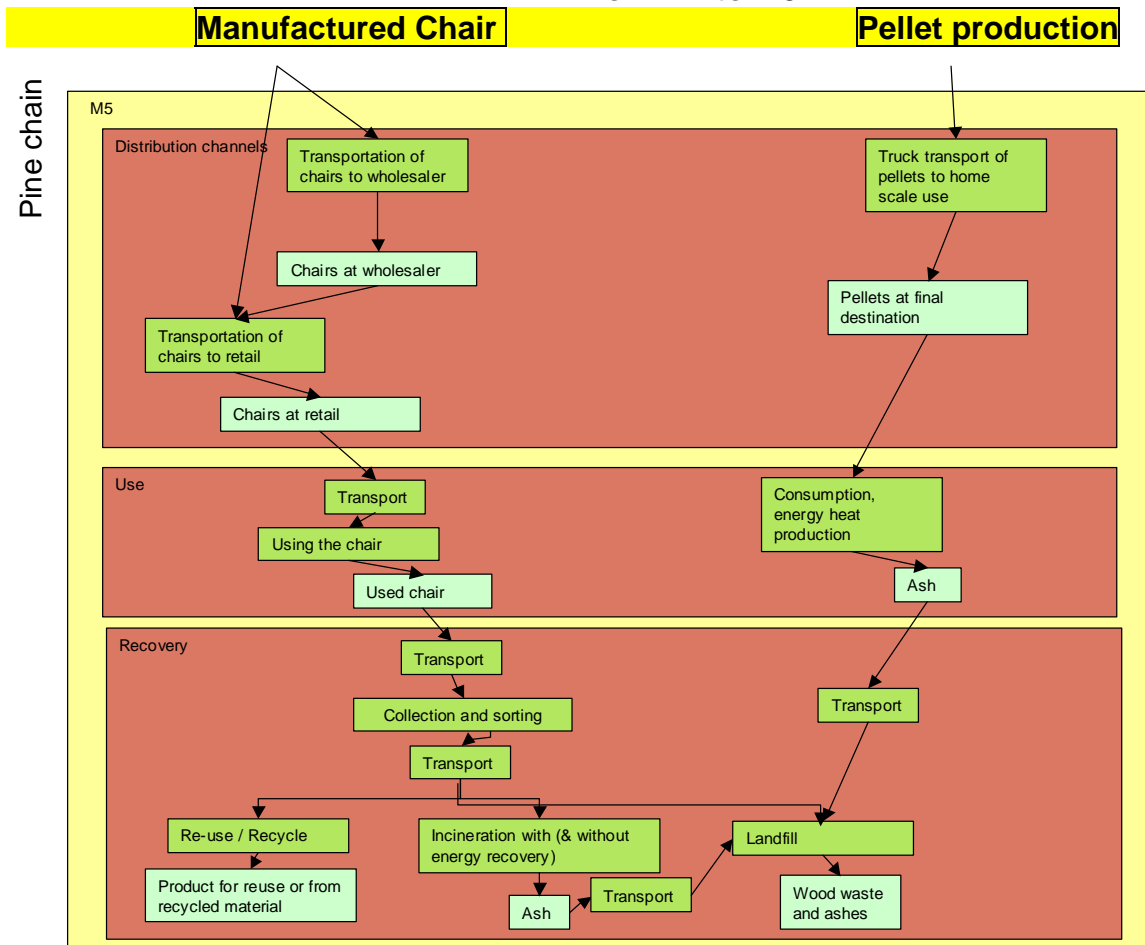 Manufactured Chair
Pellet production
Pine chain
M5
Distribution channels
Transportation of
chairs to wholesaler
Truck transport of
pellets to home
scale use
Chairs at wholesaler
Pellets at final
destination
Transportation of
chairs to retail
Chairs at retail
Use
Transport
Consumption,
energy heat
production
Using the chair
Used chair
Ash
Recovery
Transport
Transport
Collection and sorting
Transport
Re-use / Recycle
Incineration with (& without
energy recovery)
Landfill
Product for reuse or from
recycled material
Ash
Transport
Wood waste
and ashes